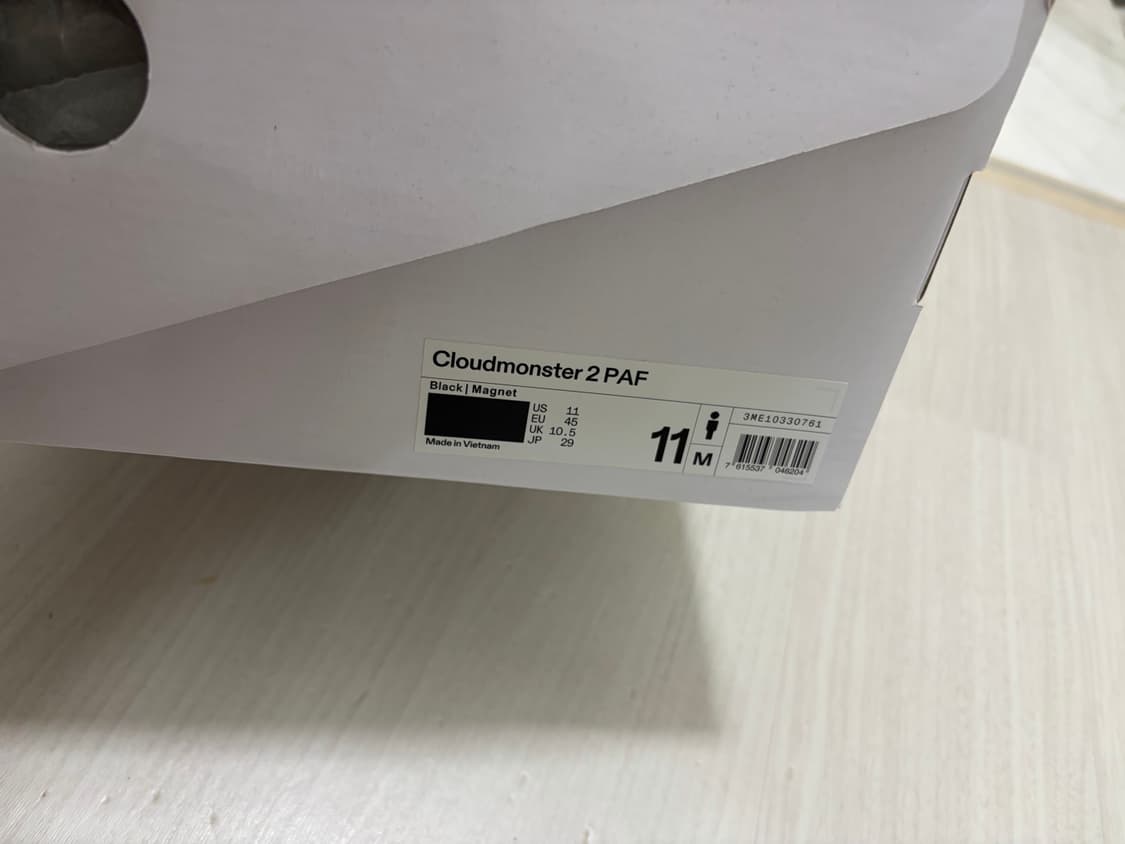 Cloudmonster 2 PAF
Black | Magnet
US 11
EU 45
UK 10.5
JP 29
Made in Vietnam
11
M
3ME10330761
7 615537 046204